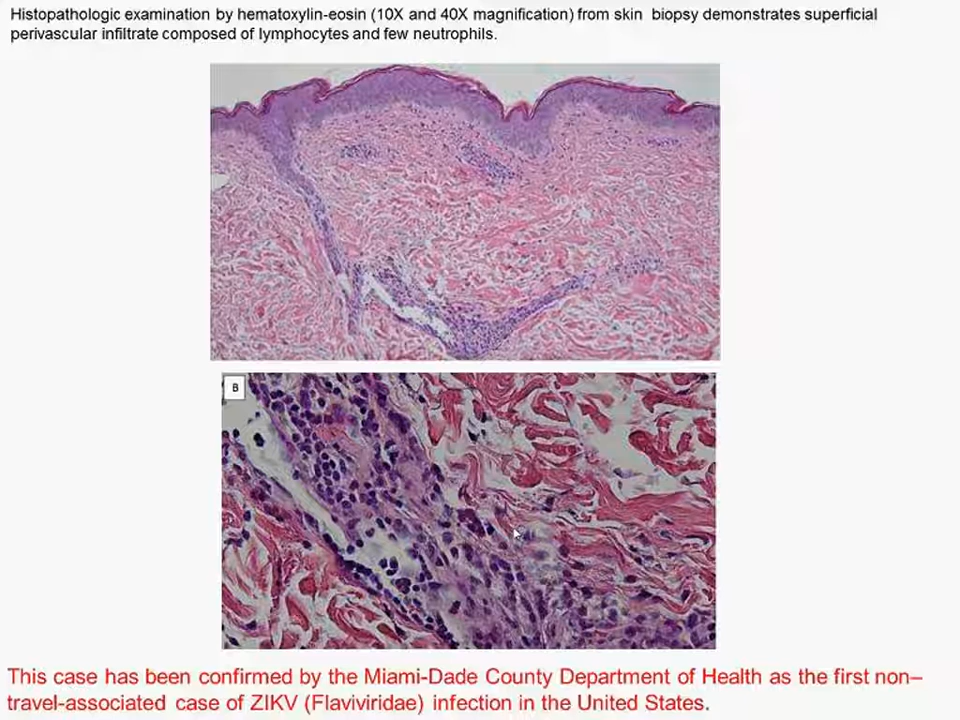 Histopathologic examination by hematoxylin-eosin (10X and 40X magnification) from skin biopsy demonstrates superficial
perivascular infiltrate composed of lymphocytes and few neutrophils.
B
This case has been confirmed by the Miami-Dade County Department of Health as the first non–
travel-associated case of ZIKV (Flaviviridae) infection in the United States.